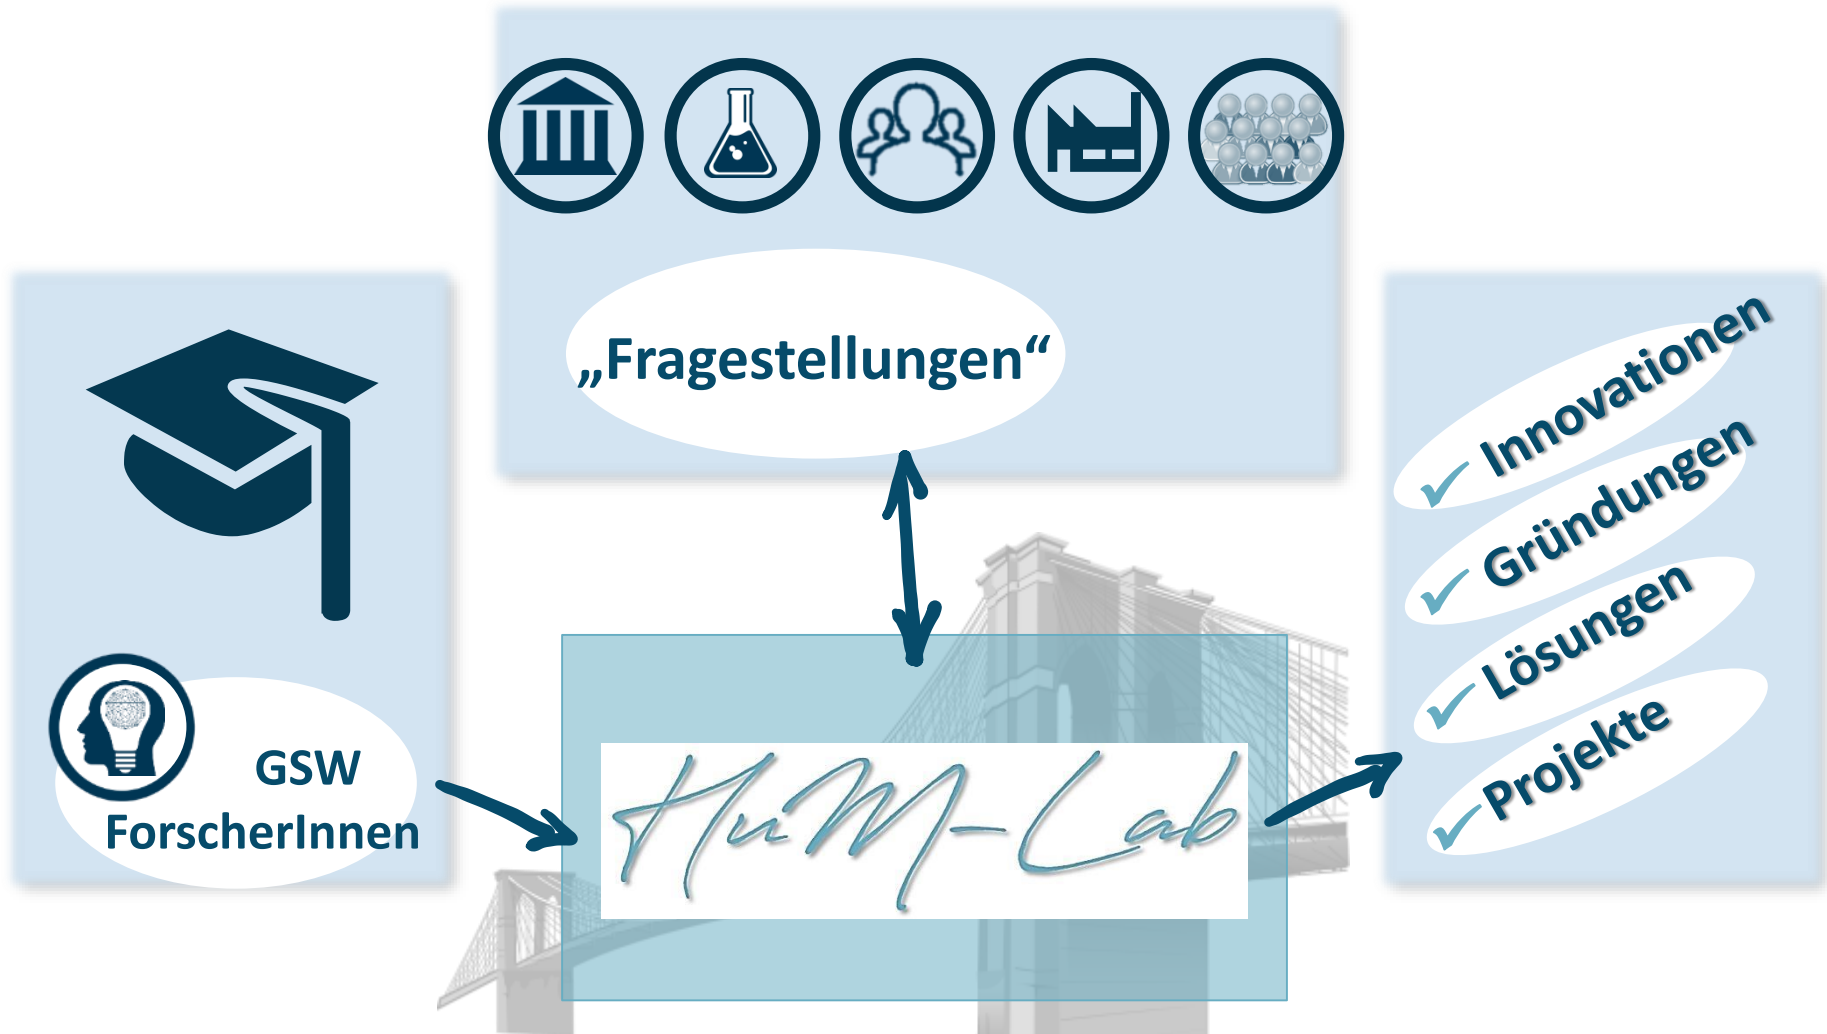 „Fragestellungen“
GSW
ForscherInnen
HuM-Lab
Innovationen
Gründungen
Lösungen
Projekte